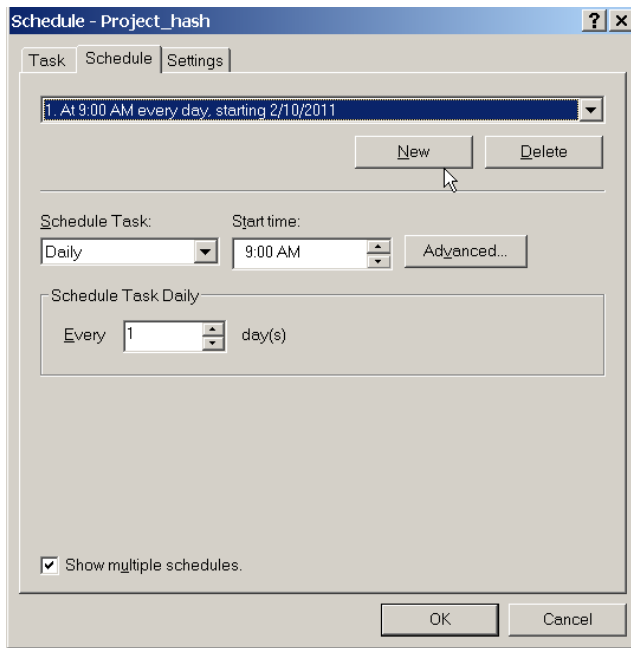 Schedule - Project_hash
Task Schedule Settings
1. At 9:00 AM every day, starting 2/10/2011
New Delete
Schedule Task: Start time:
Daily 9:00 AM Advanced...
Schedule Task Daily
Every 1 day(s)
Show multiple schedules.
OK Cancel